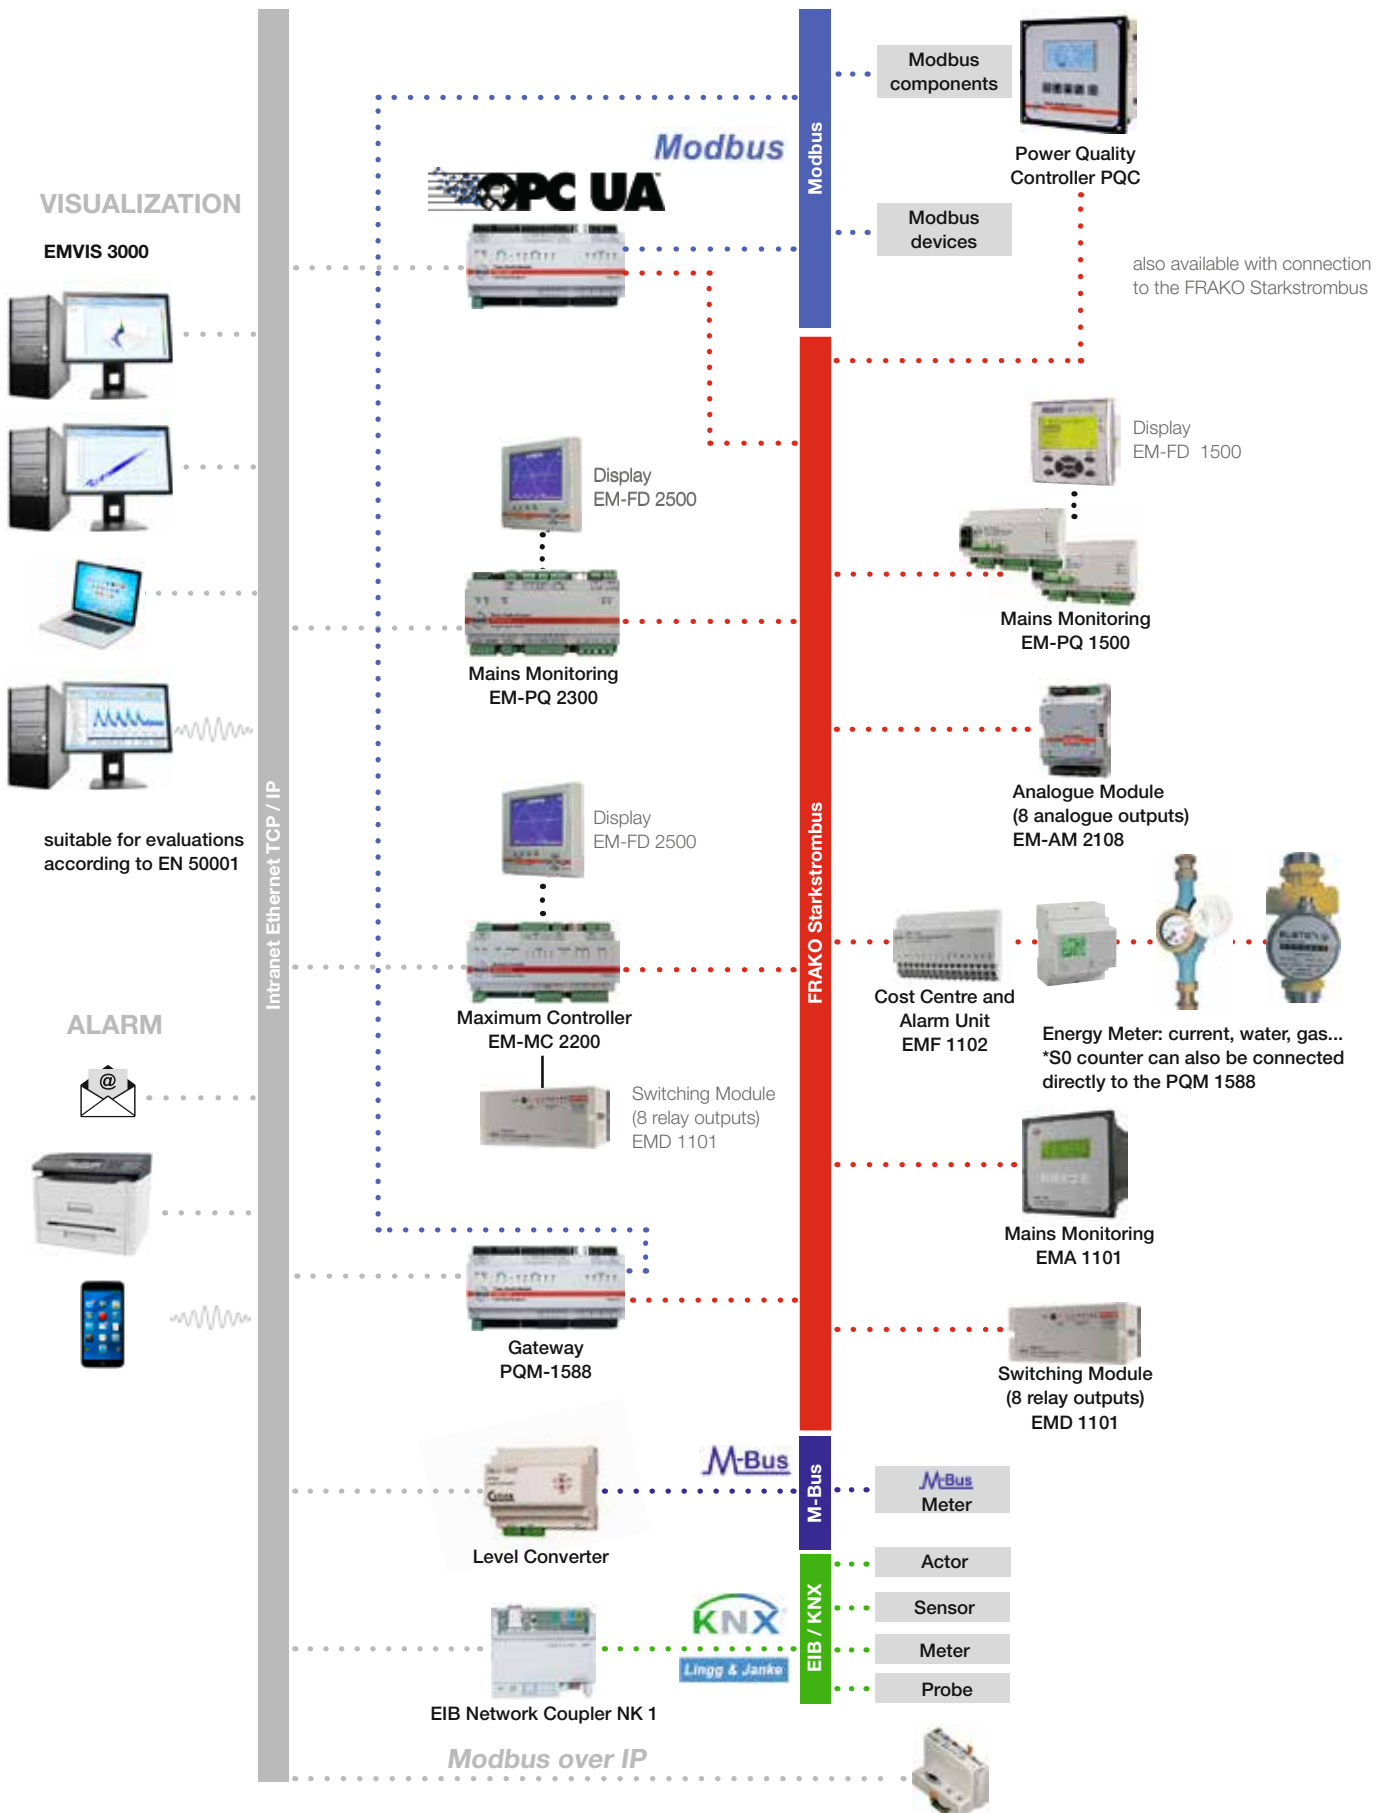 Modbus
components
Power Quality
Controller PQC
Modbus
Modbus
OPC UA
VISUALIZATION
EMVIS 3000
Modbus
devices
also available with connection
to the FRAKO Starkstrombus
Display
EM-FD 1500
Display
EM-FD 2500
Mains Monitoring
EM-PQ 1500
Mains Monitoring
EM-PQ 2300
Analogue Module
(8 analogue outputs)
EM-AM 2108
Display
EM-FD 2500
suitable for evaluations
according to EN 50001
Intranet Ethernet TCP / IP
FRAKO Starkstrombus
Cost Centre and
Alarm Unit
EMF 1102
Energy Meter: current, water, gas...
*S0 counter can also be connected
directly to the PQM 1588
Maximum Controller
EM-MC 2200
ALARM
@
Switching Module
(8 relay outputs)
EMD 1101
Mains Monitoring
EMA 1101
Gateway
PQM-1588
Switching Module
(8 relay outputs)
EMD 1101
M-Bus
M-Bus
M-Bus
Meter
Level Converter
Actor
Sensor
Meter
Probe
EIB / KNX
KNX
Lingg & Janke
EIB Network Coupler NK 1
Modbus over IP